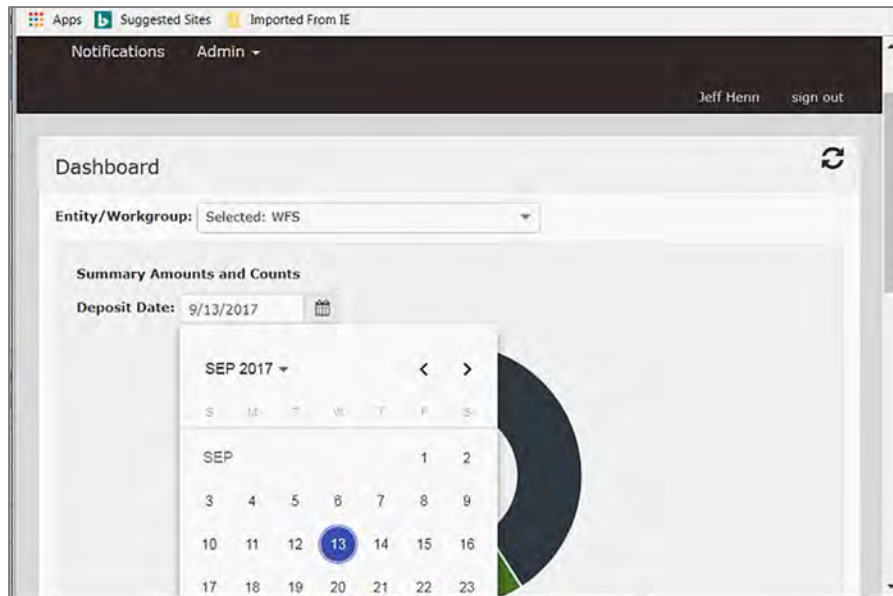 Apps Suggested Sites Imported From IE
Notifications Admin
Jeff Henn sign out
Dashboard
Entity/Workgroup: Selected: WFS
Summary Amounts and Counts
Deposit Date: 9/13/2017
SEP 2017
S M T W T F S
SEP 1 2
3 4 5 6 7 8 9
10 11 12 13 14 15 16
17 18 19 20 21 22 23